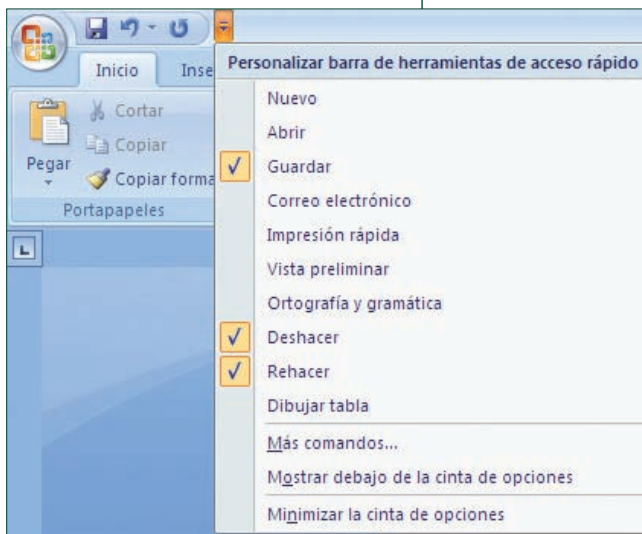 Inicio
Inse
Personalizar barra de herramientas de acceso rápido
Cortar
Copiar
Copiar forma
Pegar
Portapapeles
L
Nuevo
Abrir
Guardar
Correo electrónico
Impresión rápida
Vista preliminar
Ortografía y gramática
Deshacer
Rehacer
Dibujar tabla
Más comandos...
Mostrar debajo de la cinta de opciones
Minimizar la cinta de opciones